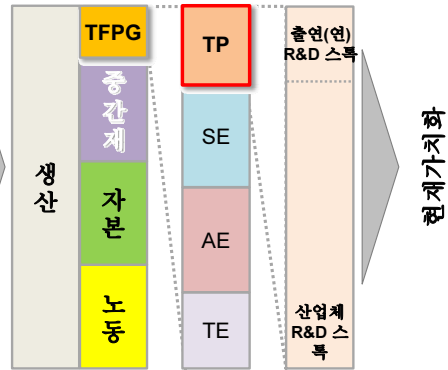 생
산
TFPG
중
간
재
자
본
노
동
TP
SE
AE
TE
출연(연)
R&D 스톡
산업체
R&D 스
톡
현재가치화